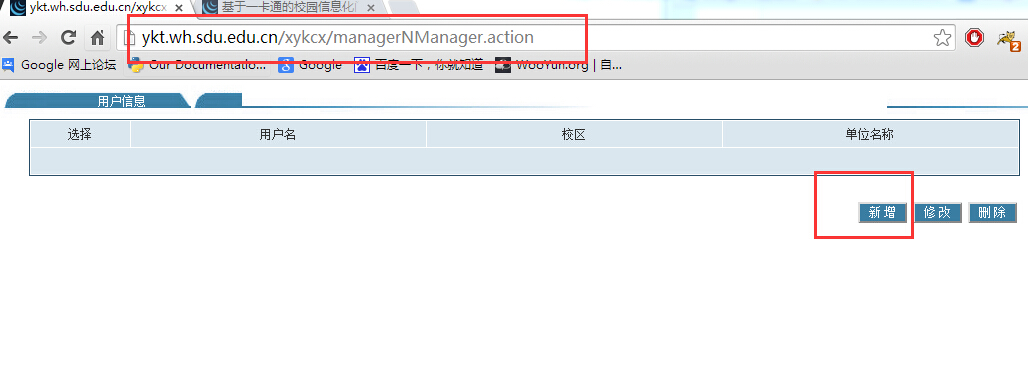 ykt.wh.sdu.edu.cn/xykcx
基于一卡通的校园信息化
ykt.wh.sdu.edu.cn/xykcx/managerNManager.action
Google 网上论坛 Our Documentatio... Google 百度一下，你就知道 WooYun.org | 自...
2
用户信息
选择 用户名 校区 单位名称
新增 修改 删除